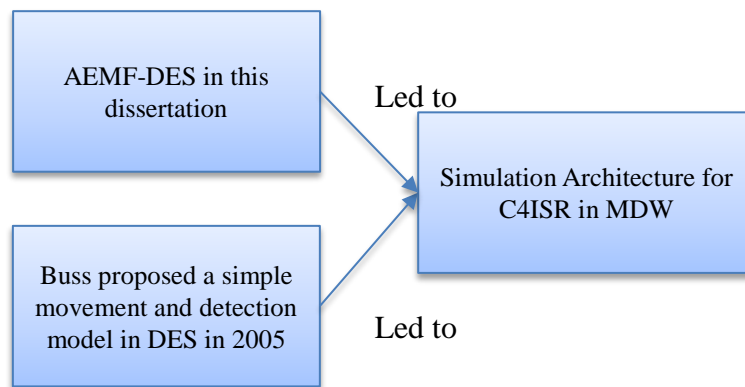 AEMF-DES in this
dissertation
Led to
Simulation Architecture for
C4ISR in MDW
Buss proposed a simple
movement and detection
model in DES in 2005
Led to